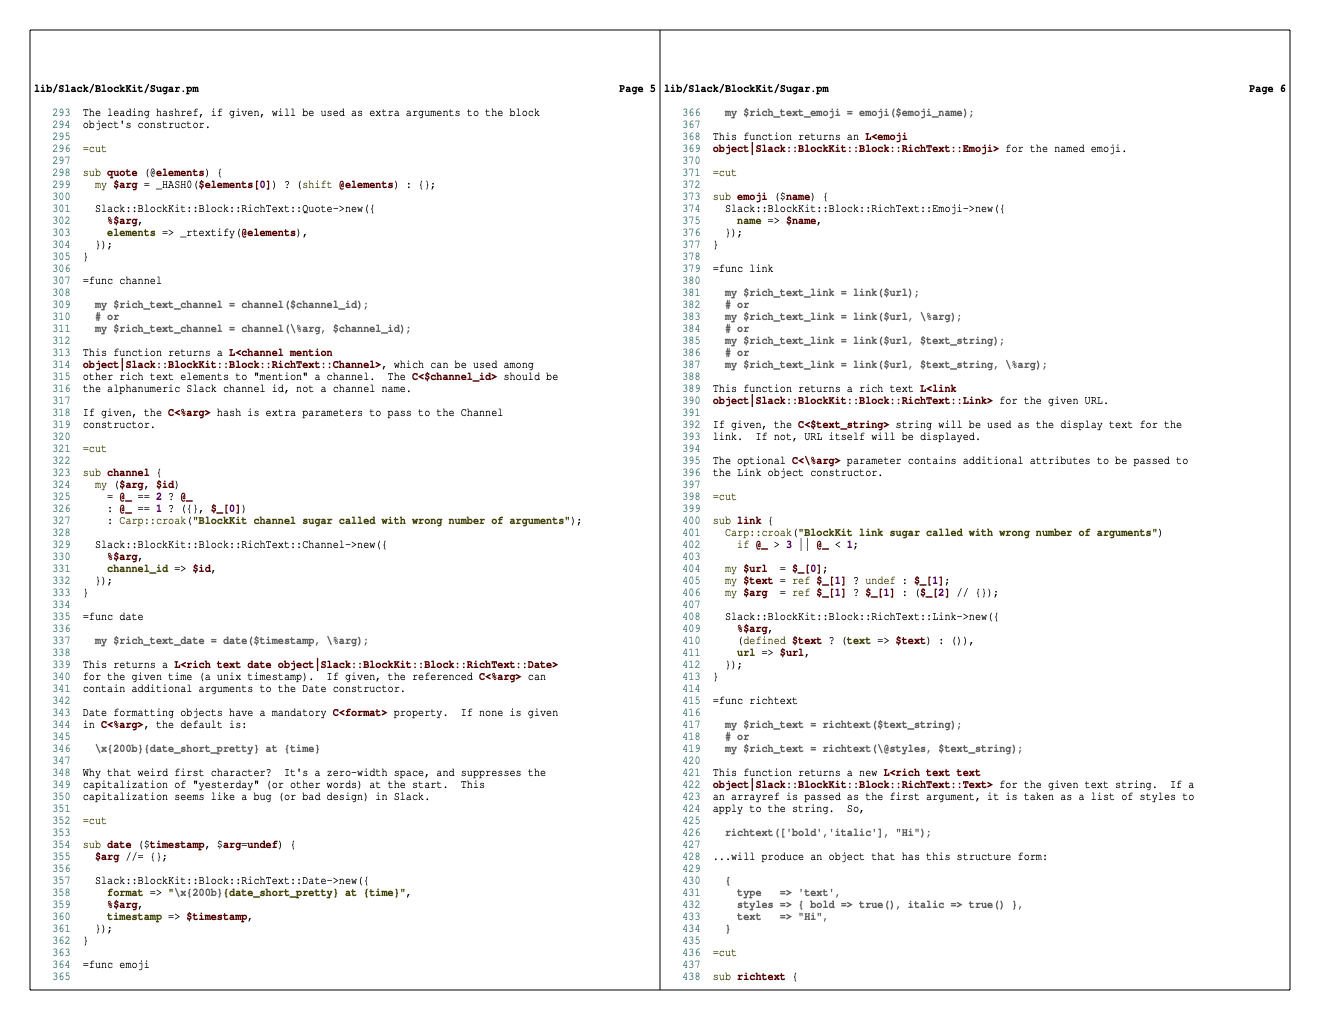 lib/Slack/BlockKit/Sugar.pm Page 5
293 The leading hashref, if given, will be used as extra arguments to the block
294 object's constructor.
295
296 =cut
297
298 sub quote (@elements) {
299   my $arg = _HASH0($elements[0]) ? (shift @elements) : {};
300
301   Slack::BlockKit::Block::RichText::Quote->new({
302     %$arg,
303     elements => _rtextify(@elements),
304   });
305 }
306
307 =func channel
308
309   my $rich_text_channel = channel($channel_id);
310   # or
311   my $rich_text_channel = channel(\%arg, $channel_id);
312
313 This function returns a L<channel mention
314 object|Slack::BlockKit::Block::RichText::Channel>, which can be used among
315 other rich text elements to "mention" a channel.  The C<$channel_id> should be
316 the alphanumeric Slack channel id, not a channel name.
317
318 If given, the C<%arg> hash is extra parameters to pass to the Channel
319 constructor.
320
321 =cut
322
323 sub channel {
324   my ($arg, $id)
325     = @_ == 2 ? @_
326     : @_ == 1 ? ({}, $_[0])
327     : Carp::croak("BlockKit channel sugar called with wrong number of arguments");
328
329   Slack::BlockKit::Block::RichText::Channel->new({
330     %$arg,
331     channel_id => $id,
332   });
333 }
334
335 =func date
336
337   my $rich_text_date = date($timestamp, \%arg);
338
339 This returns a L<rich text date object|Slack::BlockKit::Block::RichText::Date>
340 for the given time (a unix timestamp).  If given, the referenced C<%arg> can
341 contain additional arguments to the Date constructor.
342
343 Date formatting objects have a mandatory C<format> property.  If none is given
344 in C<%arg>, the default is:
345
346   \x{200b}{date_short_pretty} at {time}
347
348 Why that weird first character?  It's a zero-width space, and suppresses the
349 capitalization of "yesterday" (or other words) at the start.  This
350 capitalization seems like a bug (or bad design) in Slack.
351
352 =cut
353
354 sub date ($timestamp, $arg=undef) {
355   $arg //= {};
356
357   Slack::BlockKit::Block::RichText::Date->new({
358     format => "\x{200b}{date_short_pretty} at {time}",
359     %$arg,
360     timestamp => $timestamp,
361   });
362 }
363
364 =func emoji
365
lib/Slack/BlockKit/Sugar.pm Page 6
366   my $rich_text_emoji = emoji($emoji_name);
367
368 This function returns an L<emoji
369 object|Slack::BlockKit::Block::RichText::Emoji> for the named emoji.
370
371 =cut
372
373 sub emoji ($name) {
374   Slack::BlockKit::Block::RichText::Emoji->new({
375     name => $name,
376   });
377 }
378
379 =func link
380
381   my $rich_text_link = link($url);
382   # or
383   my $rich_text_link = link($url, \%arg);
384   # or
385   my $rich_text_link = link($url, $text_string);
386   # or
387   my $rich_text_link = link($url, $text_string, \%arg);
388
389 This function returns a rich text L<link
390 object|Slack::BlockKit::Block::RichText::Link> for the given URL.
391
392 If given, the C<$text_string> string will be used as the display text for the
393 link.  If not, URL itself will be displayed.
394
395 The optional C<\%arg> parameter contains additional attributes to be passed to
396 the Link object constructor.
397
398 =cut
399
400 sub link {
401   Carp::croak("BlockKit link sugar called with wrong number of arguments")
402     if @_ > 3 || @_ < 1;
403
404   my $url  = $_[0];
405   my $text = ref $_[1] ? undef : $_[1];
406   my $arg  = ref $_[1] ? $_[1] : ($_[2] // {});
407
408   Slack::BlockKit::Block::RichText::Link->new({
409     %$arg,
410     (defined $text ? (text => $text) : ()),
411     url => $url,
412   });
413 }
414
415 =func richtext
416
417   my $rich_text = richtext($text_string);
418   # or
419   my $rich_text = richtext(\@styles, $text_string);
420
421 This function returns a new L<rich text text
422 object|Slack::BlockKit::Block::RichText::Text> for the given text string.  If a
423 an arrayref is passed as the first argument, it is taken as a list of styles to
424 apply to the string.  So,
425
426   richtext(['bold','italic'], "Hi");
427
428 ...will produce an object that has this structure form:
429
430   {
431     type   => 'text',
432     styles => { bold => true(), italic => true() },
433     text   => "Hi",
434   }
435
436 =cut
437
438 sub richtext {